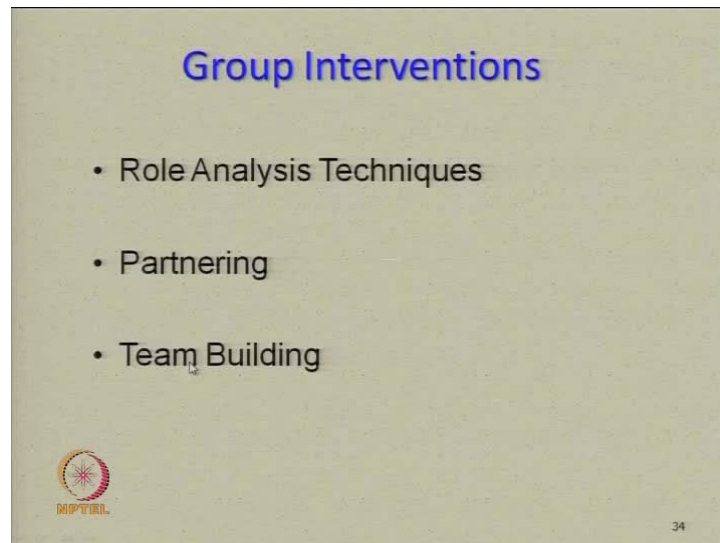 Group Interventions
• Role Analysis Techniques
• Partnering
• Team Building
NPTEL
34